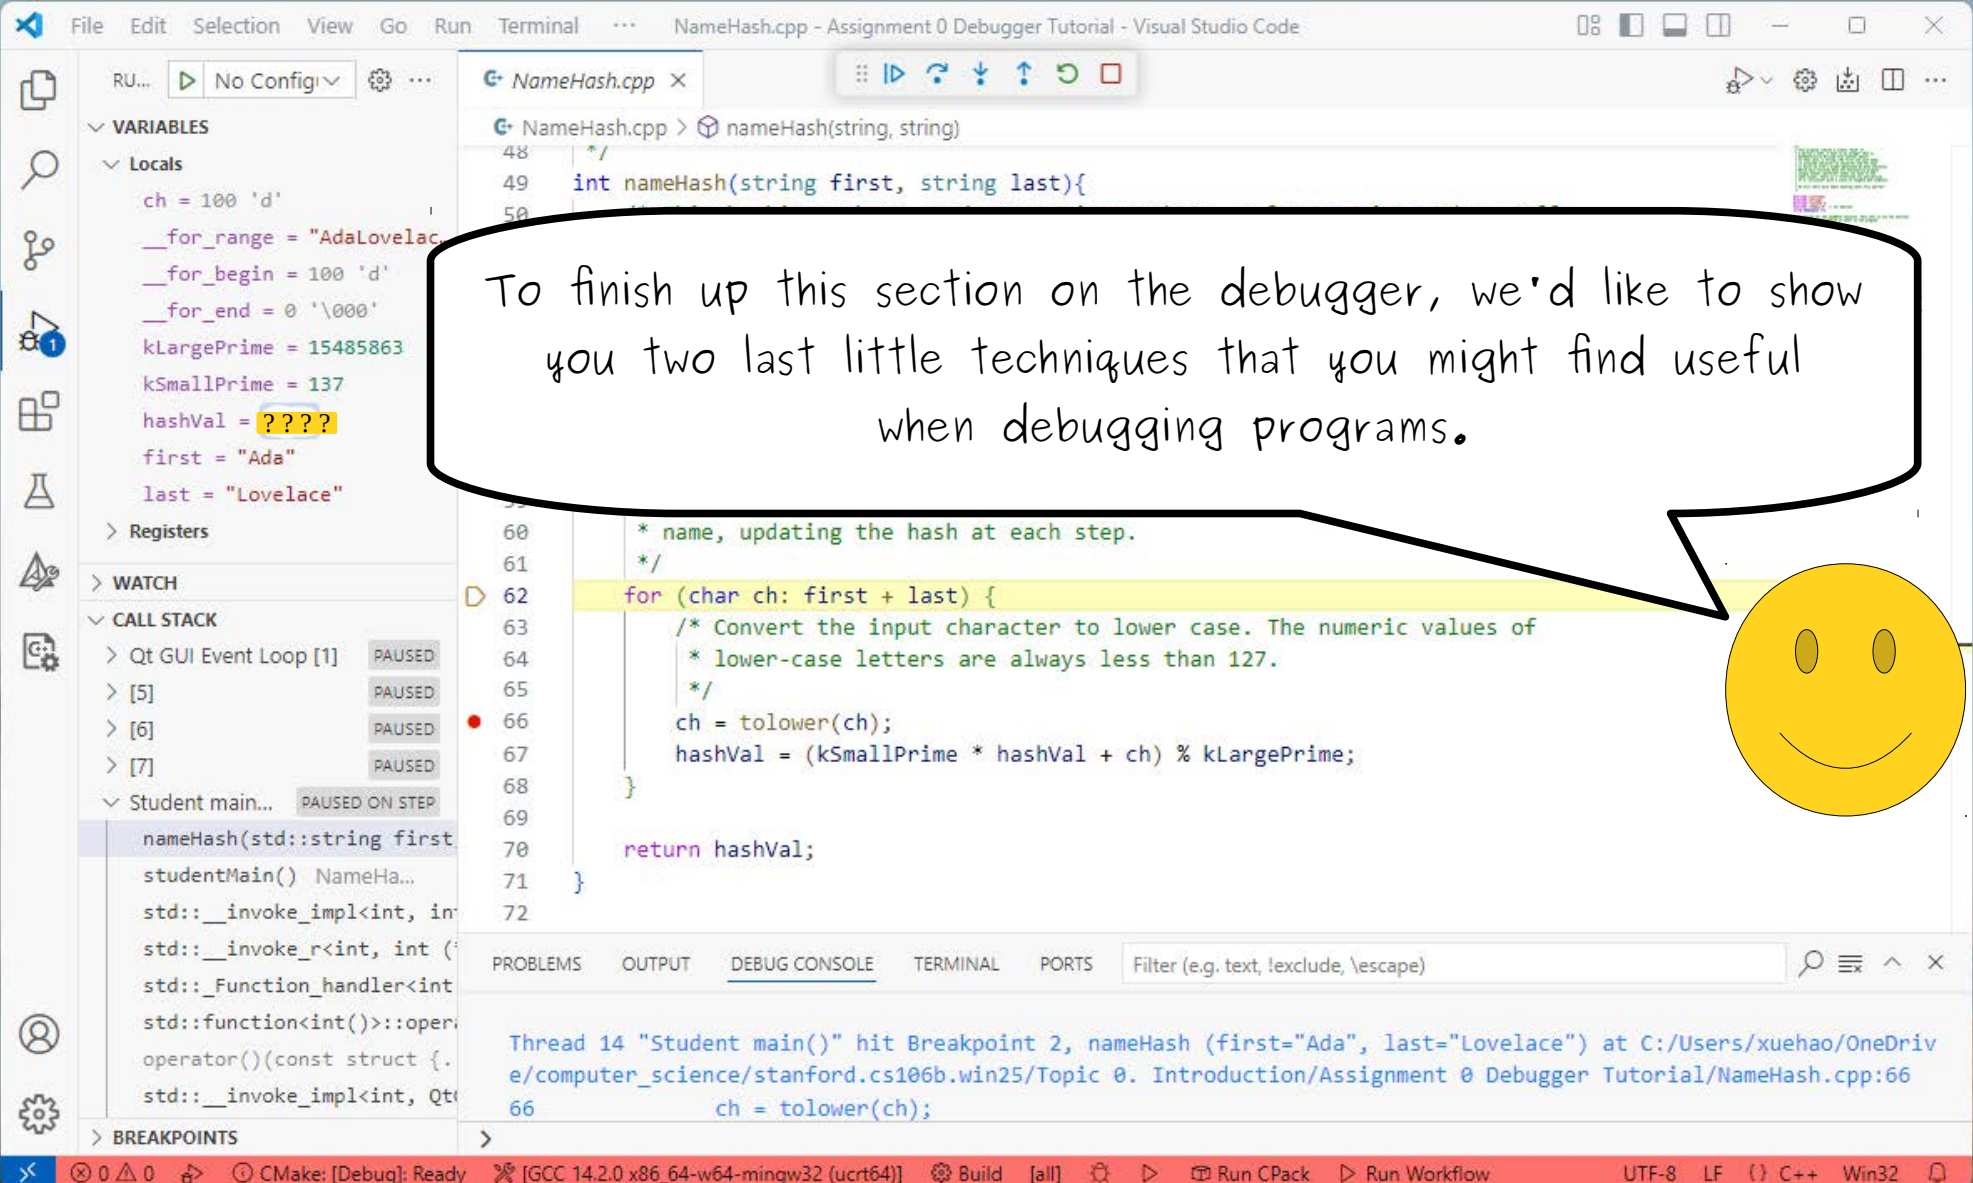 File Edit Selection View Go Run Terminal ··· NameHash.cpp - Assignment 0 Debugger Tutorial - Visual Studio Code
RU... No Config ···
NameHash.cpp
NameHash.cpp > nameHash(string, string)
VARIABLES
Locals
ch = 100 'd'
__for_range = "AdaLovelac…
__for_begin = 100 'd'
__for_end = 0 '\000'
kLargePrime = 15485863
kSmallPrime = 137
hashVal = ????
first = "Ada"
last = "Lovelace"
Registers
WATCH
CALL STACK
Qt GUI Event Loop [1] PAUSED
[5] PAUSED
[6] PAUSED
[7] PAUSED
Student main... PAUSED ON STEP
nameHash(std::string first
studentMain() NameHa...
std::__invoke_impl<int, in
std::__invoke_r<int, int (
std::_Function_handler<int
std::function<int()>::oper
operator()(const struct {.
std::__invoke_impl<int, Qt
BREAKPOINTS
48 */
49 int nameHash(string first, string last){
50
To finish up this section on the debugger, we'd like to show
you two last little techniques that you might find useful
when debugging programs.
60 * name, updating the hash at each step.
61 */
62 for (char ch: first + last) {
63 /* Convert the input character to lower case. The numeric values of
64 * lower-case letters are always less than 127.
65 */
66 ch = tolower(ch);
67 hashVal = (kSmallPrime * hashVal + ch) % kLargePrime;
68 }
69
70 return hashVal;
71 }
72
PROBLEMS OUTPUT DEBUG CONSOLE TERMINAL PORTS Filter (e.g. text, !exclude, \escape)
Thread 14 "Student main()" hit Breakpoint 2, nameHash (first="Ada", last="Lovelace") at C:/Users/xuehao/OneDriv
e/computer_science/stanford.cs106b.win25/Topic 0. Introduction/Assignment 0 Debugger Tutorial/NameHash.cpp:66
66 ch = tolower(ch);
>
0 0 CMake: [Debug]: Ready [GCC 14.2.0 x86_64-w64-mingw32 (ucrt64)] Build [all] Run CPack Run Workflow UTF-8 LF {} C++ Win32